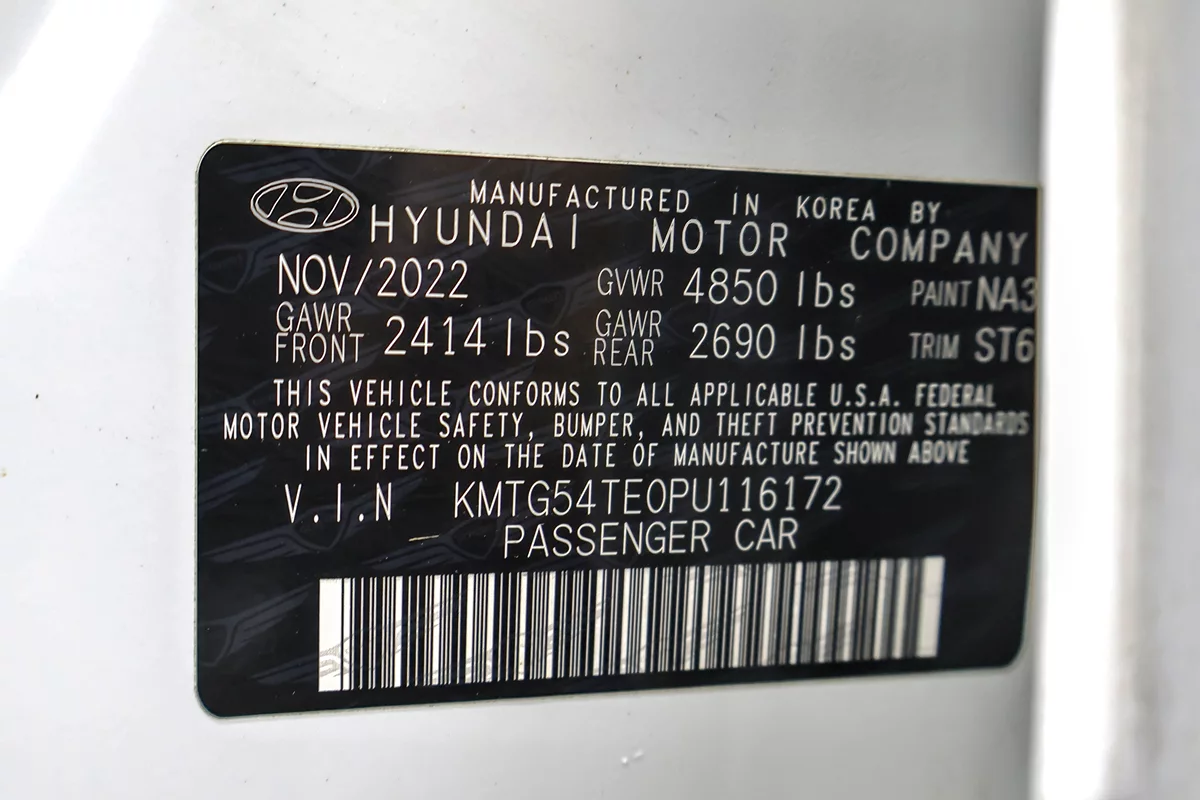 MANUFACTURED IN KOREA BY
HYUNDAI MOTOR COMPANY
NOV/2022 GVWR 4850 lbs PAINT NA3
GAWR FRONT 2414 lbs GAWR REAR 2690 lbs TRIM ST6
THIS VEHICLE CONFORMS TO ALL APPLICABLE U.S.A. FEDERAL
MOTOR VEHICLE SAFETY, BUMPER, AND THEFT PREVENTION STANDARDS
IN EFFECT ON THE DATE OF MANUFACTURE SHOWN ABOVE
V.I.N KMTG54TE0PU116172
PASSENGER CAR